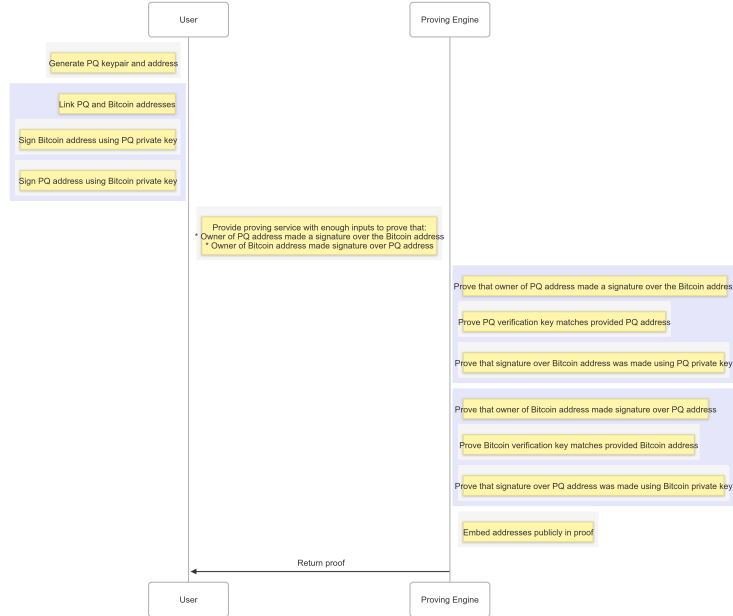 User
Proving Engine
Generate PQ keypair and address
Link PQ and Bitcoin addresses
Sign Bitcoin address using PQ private key
Sign PQ address using Bitcoin private key
Provide proving service with enough inputs to prove that:
* Owner of PQ address made a signature over the Bitcoin address
* Owner of Bitcoin address made signature over PQ address
Prove that owner of PQ address made a signature over the Bitcoin addres
Prove PQ verification key matches provided PQ address
Prove that signature over Bitcoin address was made using PQ private key
Prove that owner of Bitcoin address made signature over PQ address
Prove Bitcoin verification key matches provided Bitcoin address
Prove that signature over PQ address was made using Bitcoin private key
Embed addresses publicly in proof
Return proof
User
Proving Engine